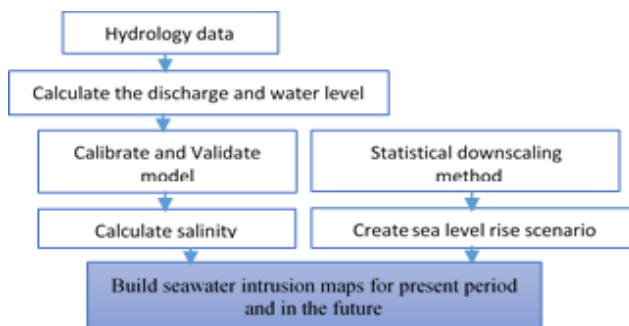 Hydrology data
Calculate the discharge and water level
Calibrate and Validate
model
Statistical downscaling
method
Calculate salinity
Create sea level rise scenario
Build seawater intrusion maps for present period
and in the future